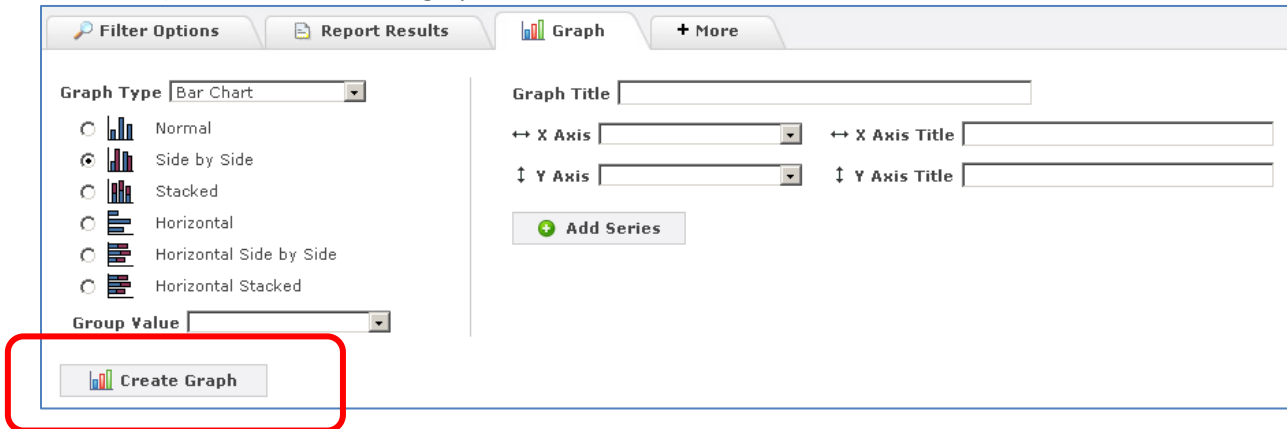 Filter Options Report Results Graph + More
Graph Type Bar Chart
Normal
Side by Side
Stacked
Horizontal
Horizontal Side by Side
Horizontal Stacked
Group Value
Create Graph
Graph Title
X Axis X Axis Title
Y Axis Y Axis Title
Add Series